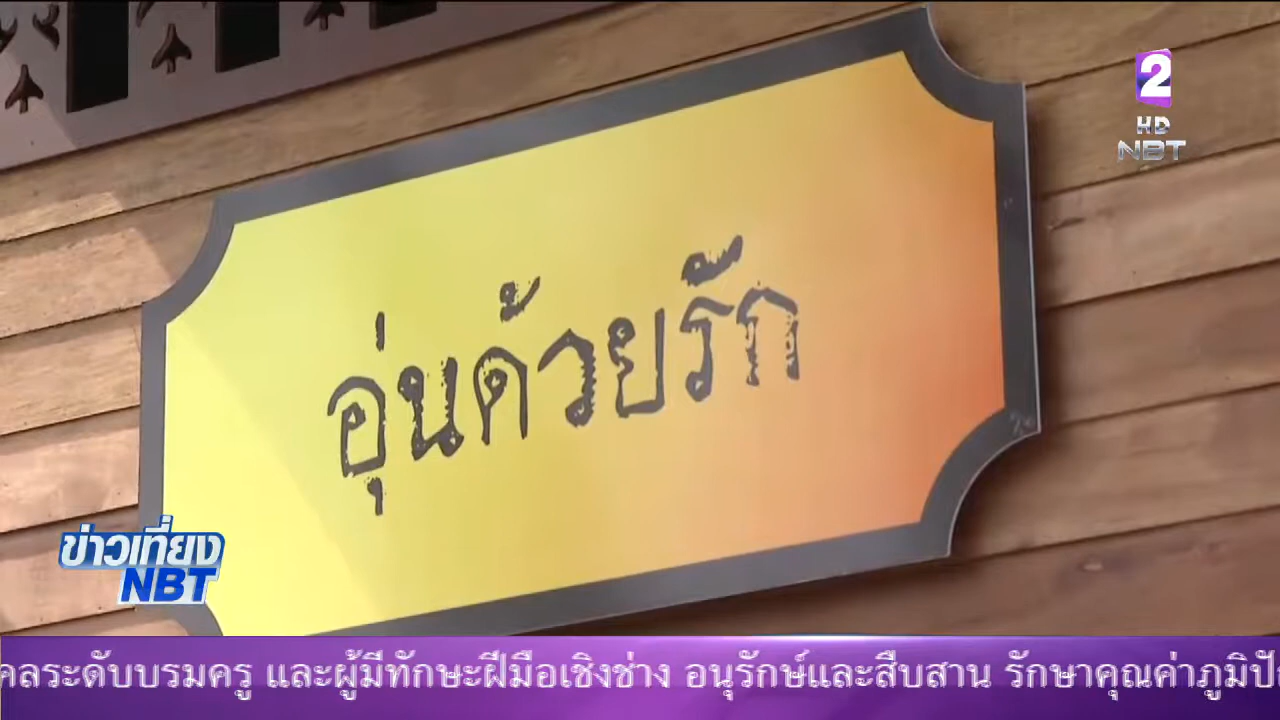 2
HD
NBT
อุ่นด้วยรัก
ข่าวเที่ยง
NBT
คลระดับบรมครู และผู้มีทักษะฝีมือเชิงช่าง อนุรักษ์และสืบสาน รักษาคุณค่าภูมิปั